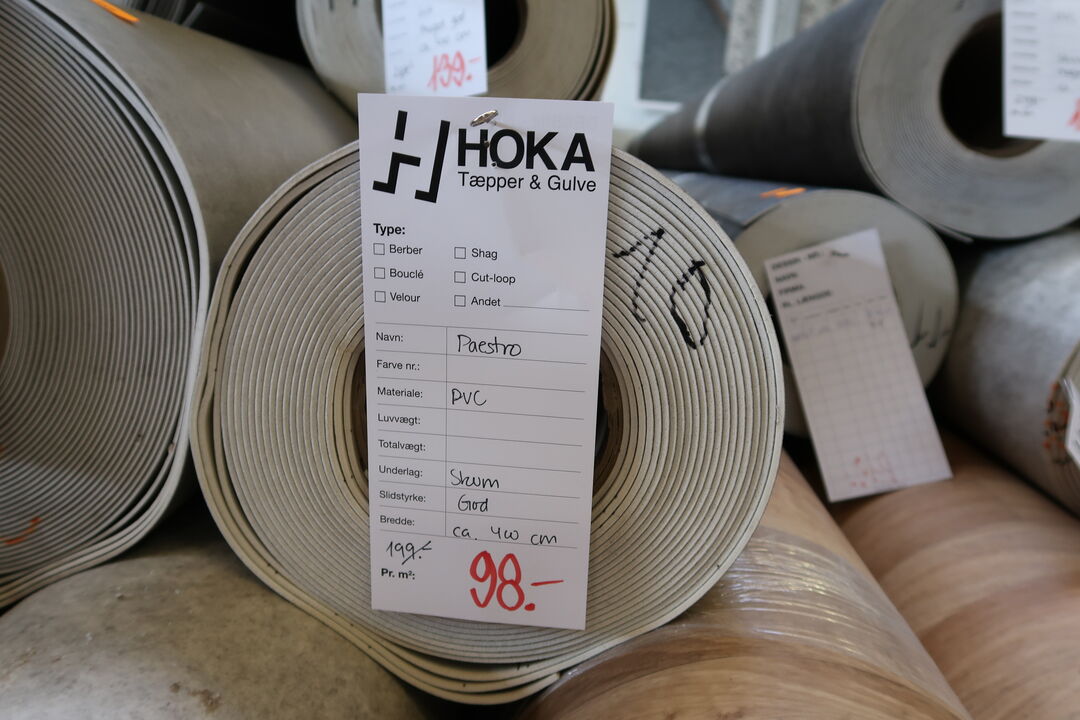 139.-
HOKA
Tæpper & Gulve
Type:
Berber
Shag
Bouclé
Cut-loop
Velour
Andet
Navn: Paestro
Farve nr.:
Materiale: PVC
Luvvægt:
Totalvægt:
Underlag: Skum
Slidstyrke: God
Bredde: ca. 400 cm
199.-
Pr. m²: 98.-